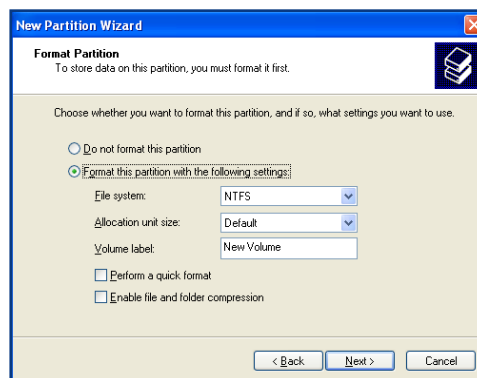 New Partition Wizard
Format Partition
To store data on this partition, you must format it first.
Choose whether you want to format this partition, and if so, what settings you want to use.
Do not format this partition
Format this partition with the following settings:
File system: NTFS
Allocation unit size: Default
Volume label: New Volume
Perform a quick format
Enable file and folder compression
< Back Next > Cancel